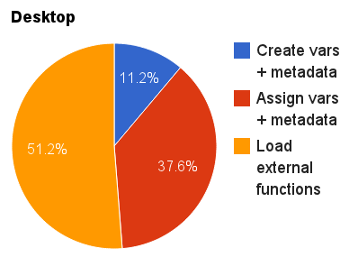 Desktop
11.2%
37.6%
51.2%
Create vars
+ metadata
Assign vars
+ metadata
Load
external
functions